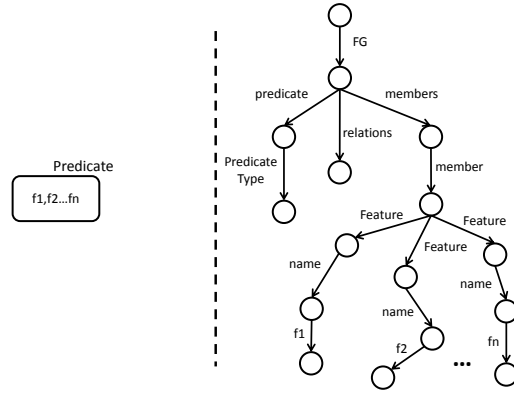 Predicate
f1,f2...fn
FG
predicate
members
relations
Predicate
Type
member
Feature
Feature
Feature
name
name
name
f1
f2
fn
...